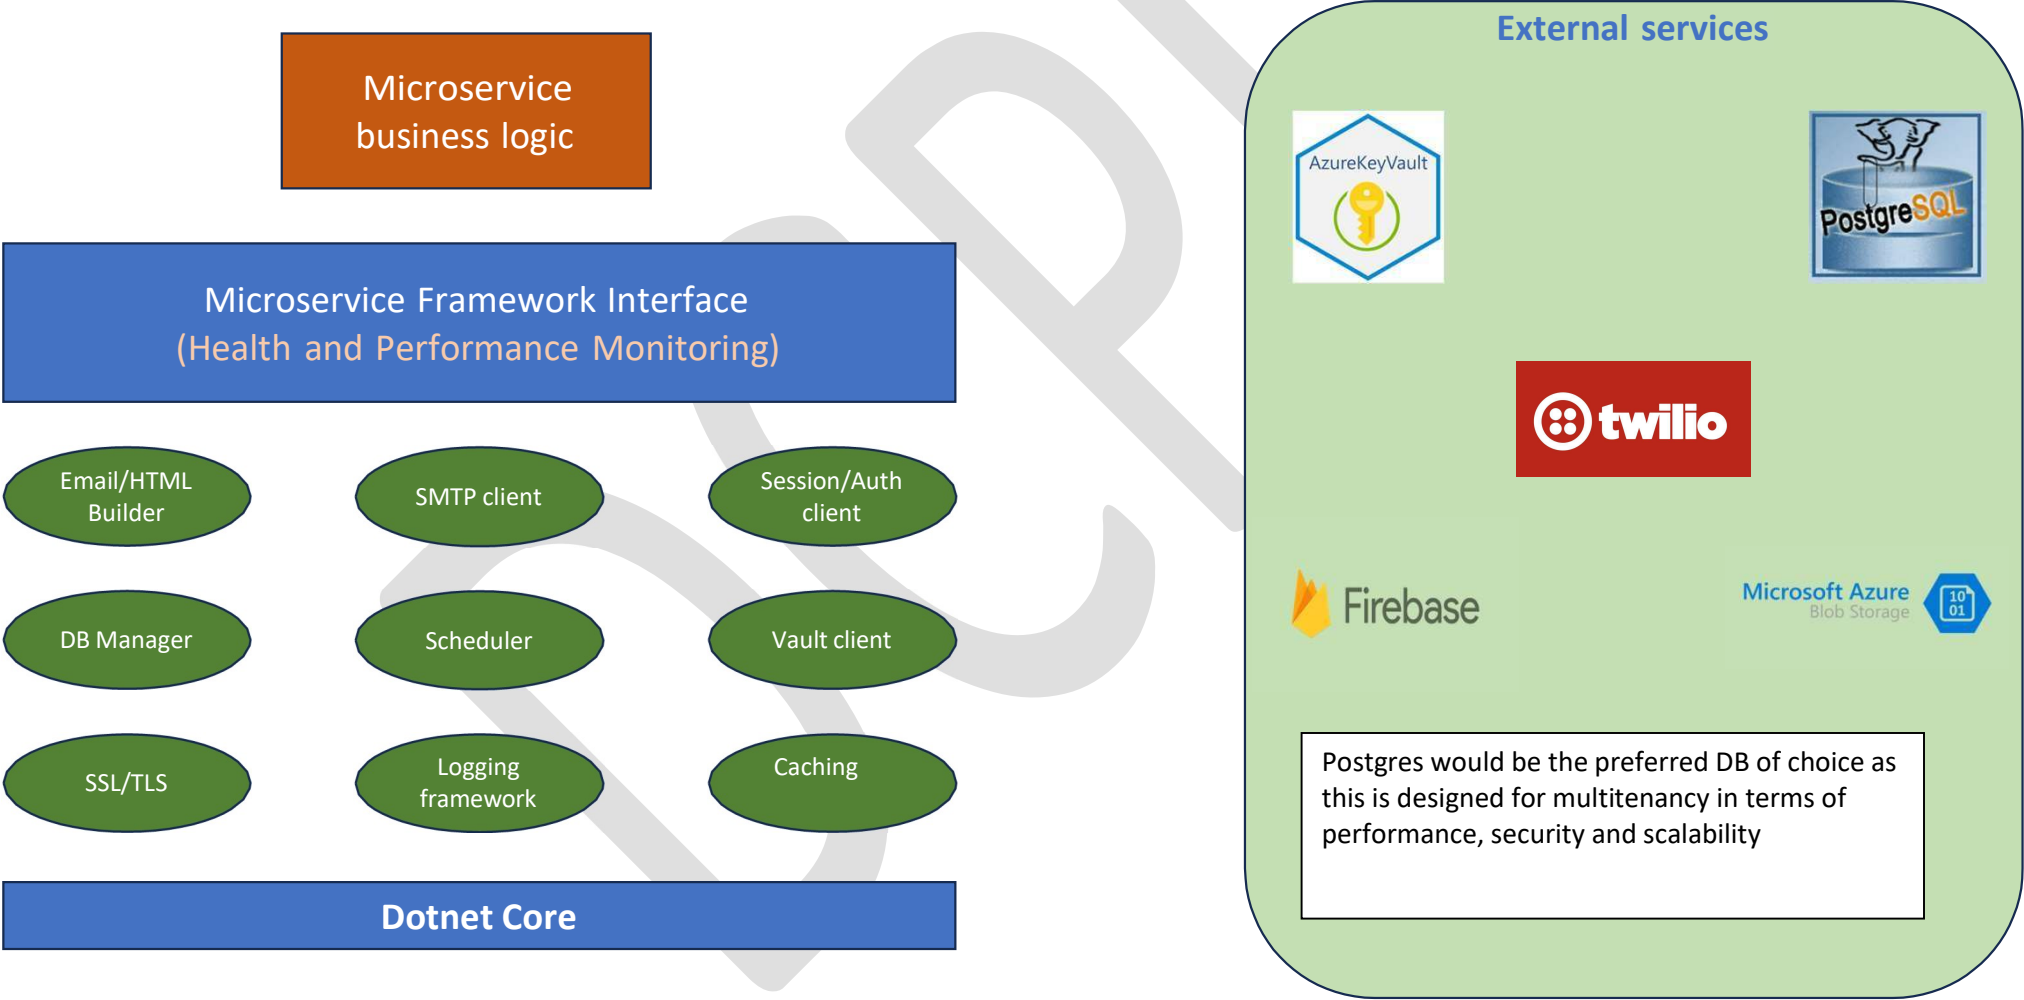 Microservice
business logic
Microservice Framework Interface
(Health and Performance Monitoring)
Email/HTML
Builder
SMTP client
Session/Auth
client
DB Manager
Scheduler
Vault client
SSL/TLS
Logging
framework
Caching
Dotnet Core
External services
AzureKeyVault
PostgreSQL
twilio
Firebase
Microsoft Azure
Blob Storage
10
01
Postgres would be the preferred DB of choice as
this is designed for multitenancy in terms of
performance, security and scalability